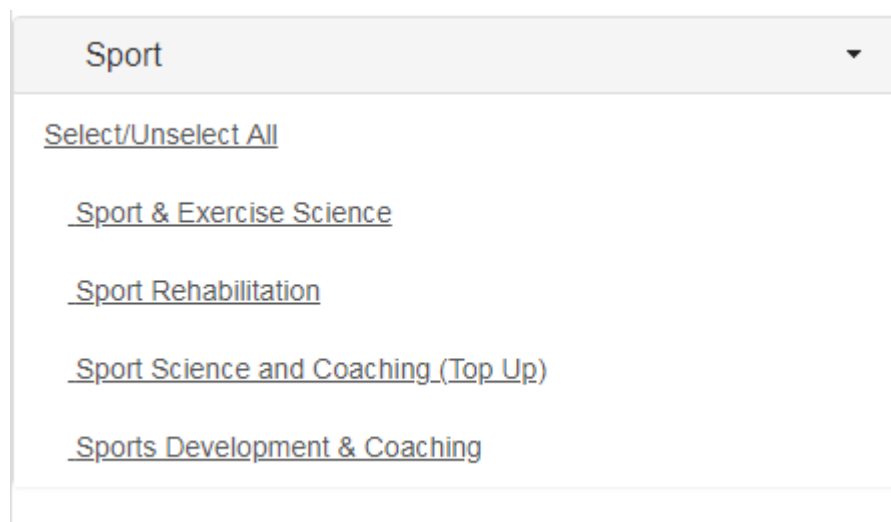 Sport
Select/Unselect All
Sport & Exercise Science
Sport Rehabilitation
Sport Science and Coaching (Top Up)
Sports Development & Coaching